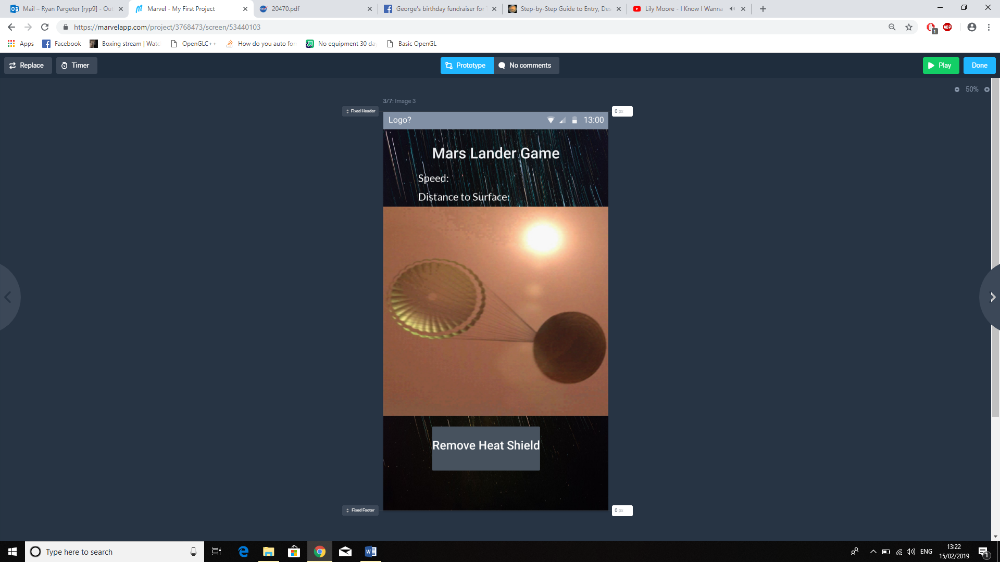 Mail – Ryan Pargeter [ryp9] - Out
Marvel - My First Project
20470.pdf
George's birthday fundraiser for
Step-by-Step Guide to Entry, Des
Lily Moore - I Know I Wanna
https://marvelapp.com/project/3768473/screen/53440103
ABP
1
Apps
Facebook
Boxing stream | Watc
OpenGLC++
How do you auto for
No equipment 30 day
Basic OpenGL
Replace
Timer
Prototype
No comments
Play
Done
50%
3/7: Image 3
Fixed Header
0 px
Logo?
13:00
Mars Lander Game
Speed:
Distance to Surface:
Remove Heat Shield
Fixed Footer
0 px
Type here to search
ENG
13:22
15/02/2019
1